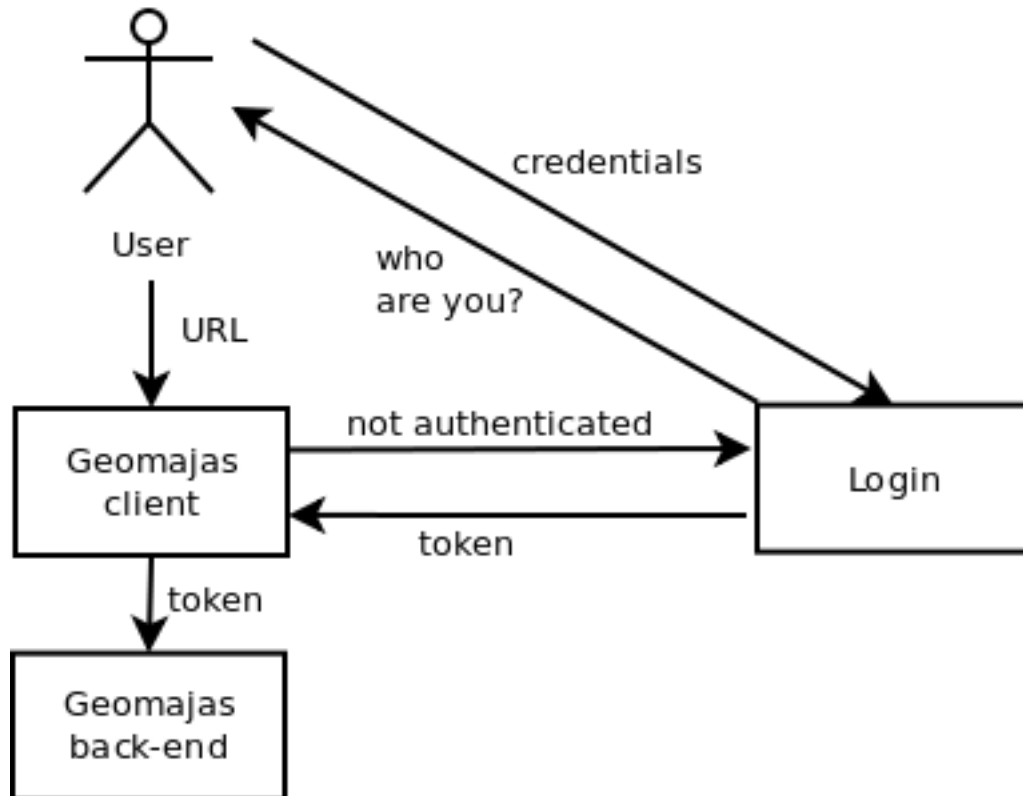 credentials
User
who
are you?
URL
not authenticated
Geomajas
client
Login
token
token
Geomajas
back-end